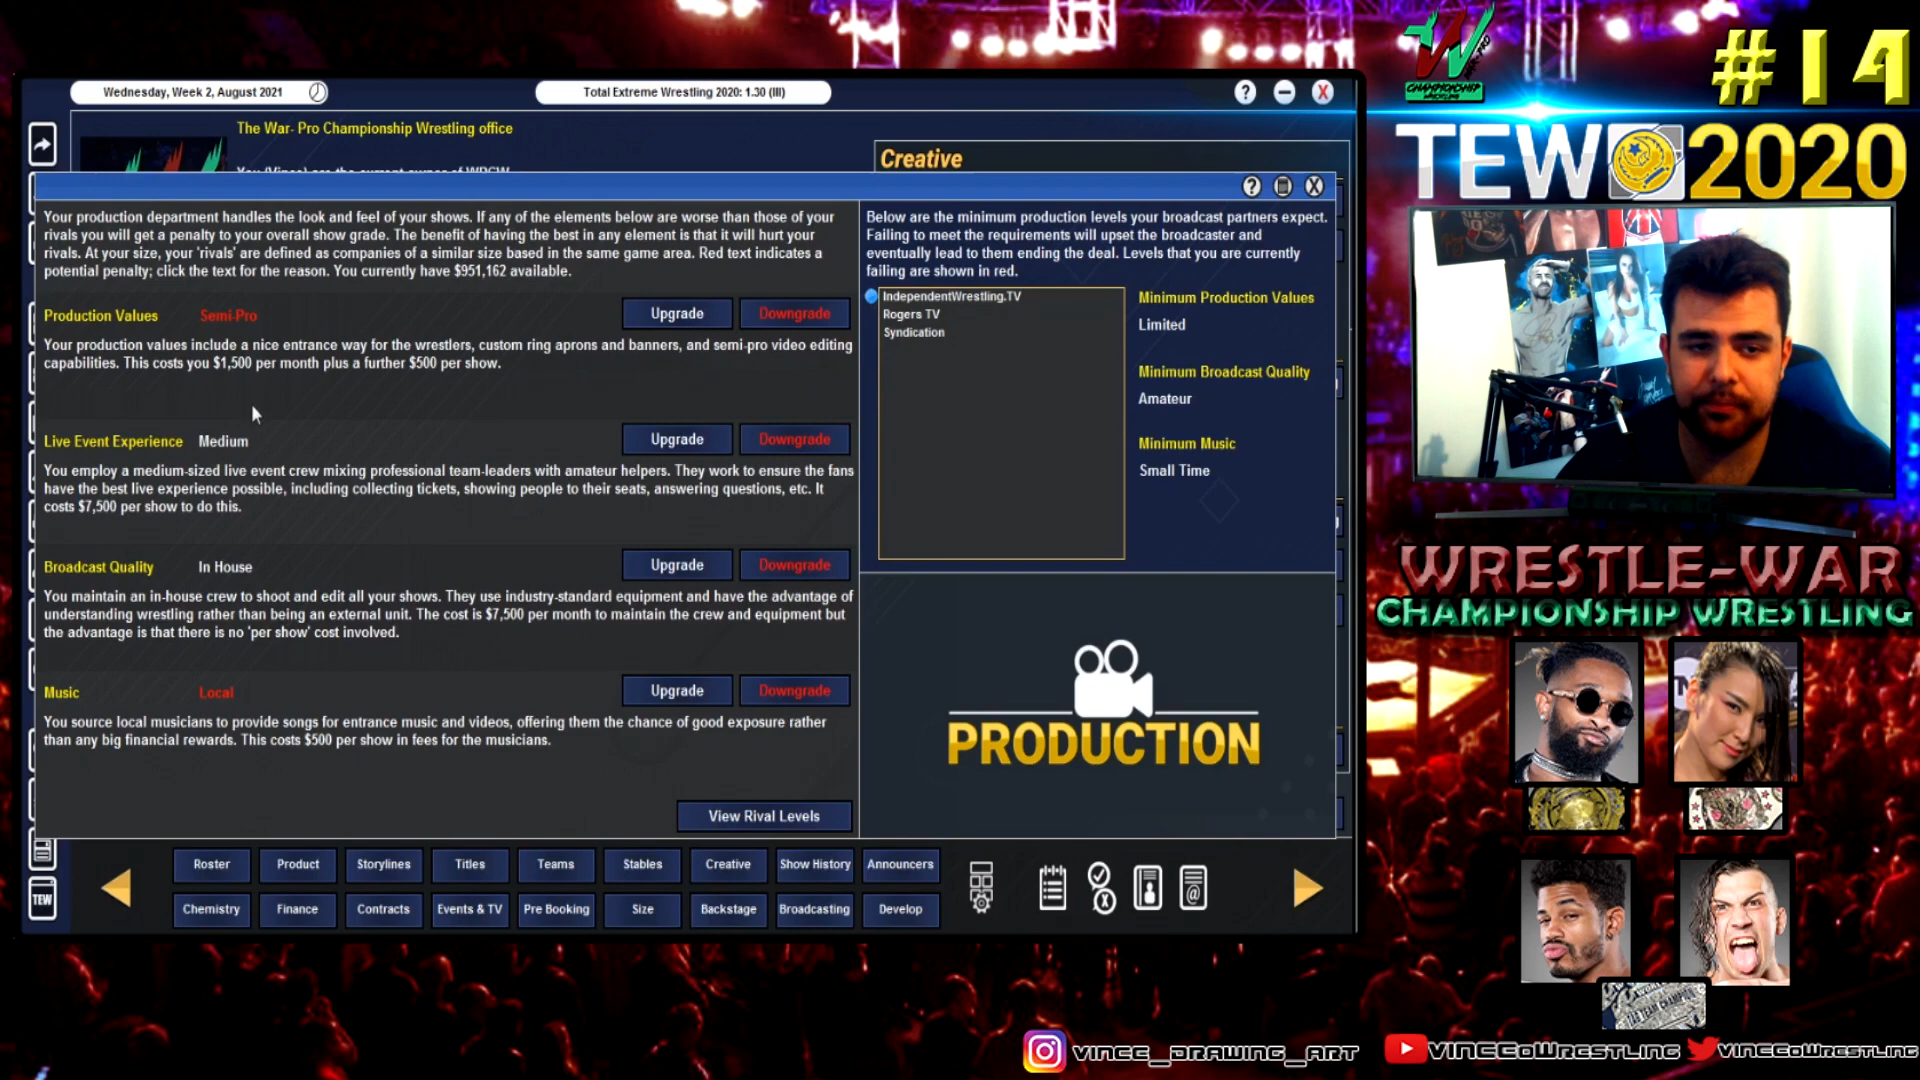 #14
CHAMPIONSHIP
TEW 2020
Wednesday, Week 2, August 2021
Total Extreme Wrestling 2020: 1.30 (III)
?
X
The War- Pro Championship Wrestling office
You (Vince) are the current owner of WPCW
Creative
?
X
Your production department handles the look and feel of your shows. If any of the elements below are worse than those of your
rivals you will get a penalty to your overall show grade. The benefit of having the best in any element is that it will hurt your
rivals. At your size, your 'rivals' are defined as companies of a similar size based in the same game area. Red text indicates a
potential penalty; click the text for the reason. You currently have $951,162 available.
Production Values Semi-Pro
Upgrade Downgrade
Your production values include a nice entrance way for the wrestlers, custom ring aprons and banners, and semi-pro video editing
capabilities. This costs you $1,500 per month plus a further $500 per show.
Live Event Experience Medium
Upgrade Downgrade
You employ a medium-sized live event crew mixing professional team-leaders with amateur helpers. They work to ensure the fans
have the best live experience possible, including collecting tickets, showing people to their seats, answering questions, etc. It
costs $7,500 per show to do this.
Broadcast Quality In House
Upgrade Downgrade
You maintain an in-house crew to shoot and edit all your shows. They use industry-standard equipment and have the advantage of
understanding wrestling rather than being an external unit. The cost is $7,500 per month to maintain the crew and equipment but
the advantage is that there is no 'per show' cost involved.
Music Local
Upgrade Downgrade
You source local musicians to provide songs for entrance music and videos, offering them the chance of good exposure rather
than any big financial rewards. This costs $500 per show in fees for the musicians.
View Rival Levels
Below are the minimum production levels your broadcast partners expect.
Failing to meet the requirements will upset the broadcaster and
eventually lead to them ending the deal. Levels that you are currently
failing are shown in red.
IndependentWrestling.TV
Rogers TV
Syndication
Minimum Production Values
Limited
Minimum Broadcast Quality
Amateur
Minimum Music
Small Time
PRODUCTION
TEW
Roster Product Storylines Titles Teams Stables Creative Show History Announcers
Chemistry Finance Contracts Events & TV Pre Booking Size Backstage Broadcasting Develop
WRESTLE-WAR
CHAMPIONSHIP WRESTLING
VINCE_DRAWING_ART
VINCEOWRESTLING
VINCEOWRESTLING